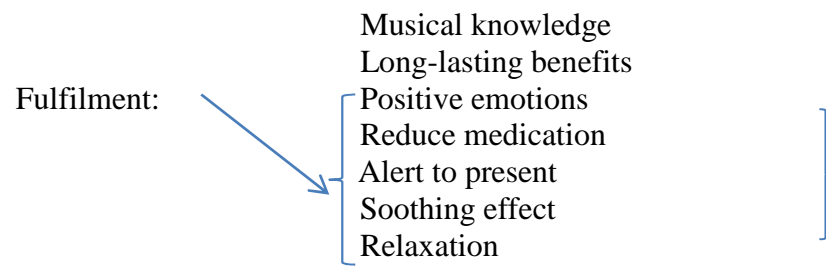 Musical knowledge
Long-lasting benefits
Fulfilment: Positive emotions
Reduce medication
Alert to present
Soothing effect
Relaxation